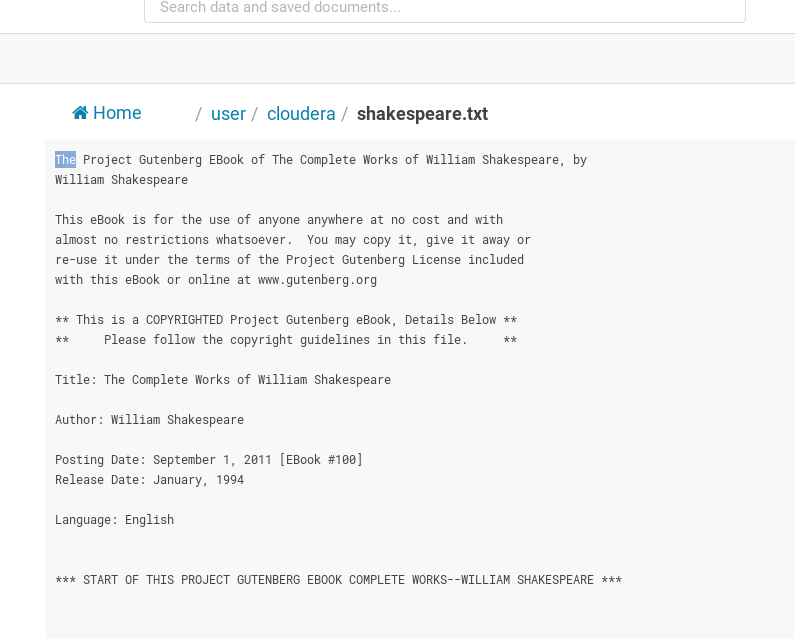 Search data and saved documents...
Home / user / cloudera / shakespeare.txt
The Project Gutenberg EBook of The Complete Works of William Shakespeare, by
William Shakespeare
This eBook is for the use of anyone anywhere at no cost and with
almost no restrictions whatsoever.  You may copy it, give it away or
re-use it under the terms of the Project Gutenberg License included
with this eBook or online at www.gutenberg.org
** This is a COPYRIGHTED Project Gutenberg eBook, Details Below **
**     Please follow the copyright guidelines in this file.     **
Title: The Complete Works of William Shakespeare
Author: William Shakespeare
Posting Date: September 1, 2011 [EBook #100]
Release Date: January, 1994
Language: English
*** START OF THIS PROJECT GUTENBERG EBOOK COMPLETE WORKS--WILLIAM SHAKESPEARE ***